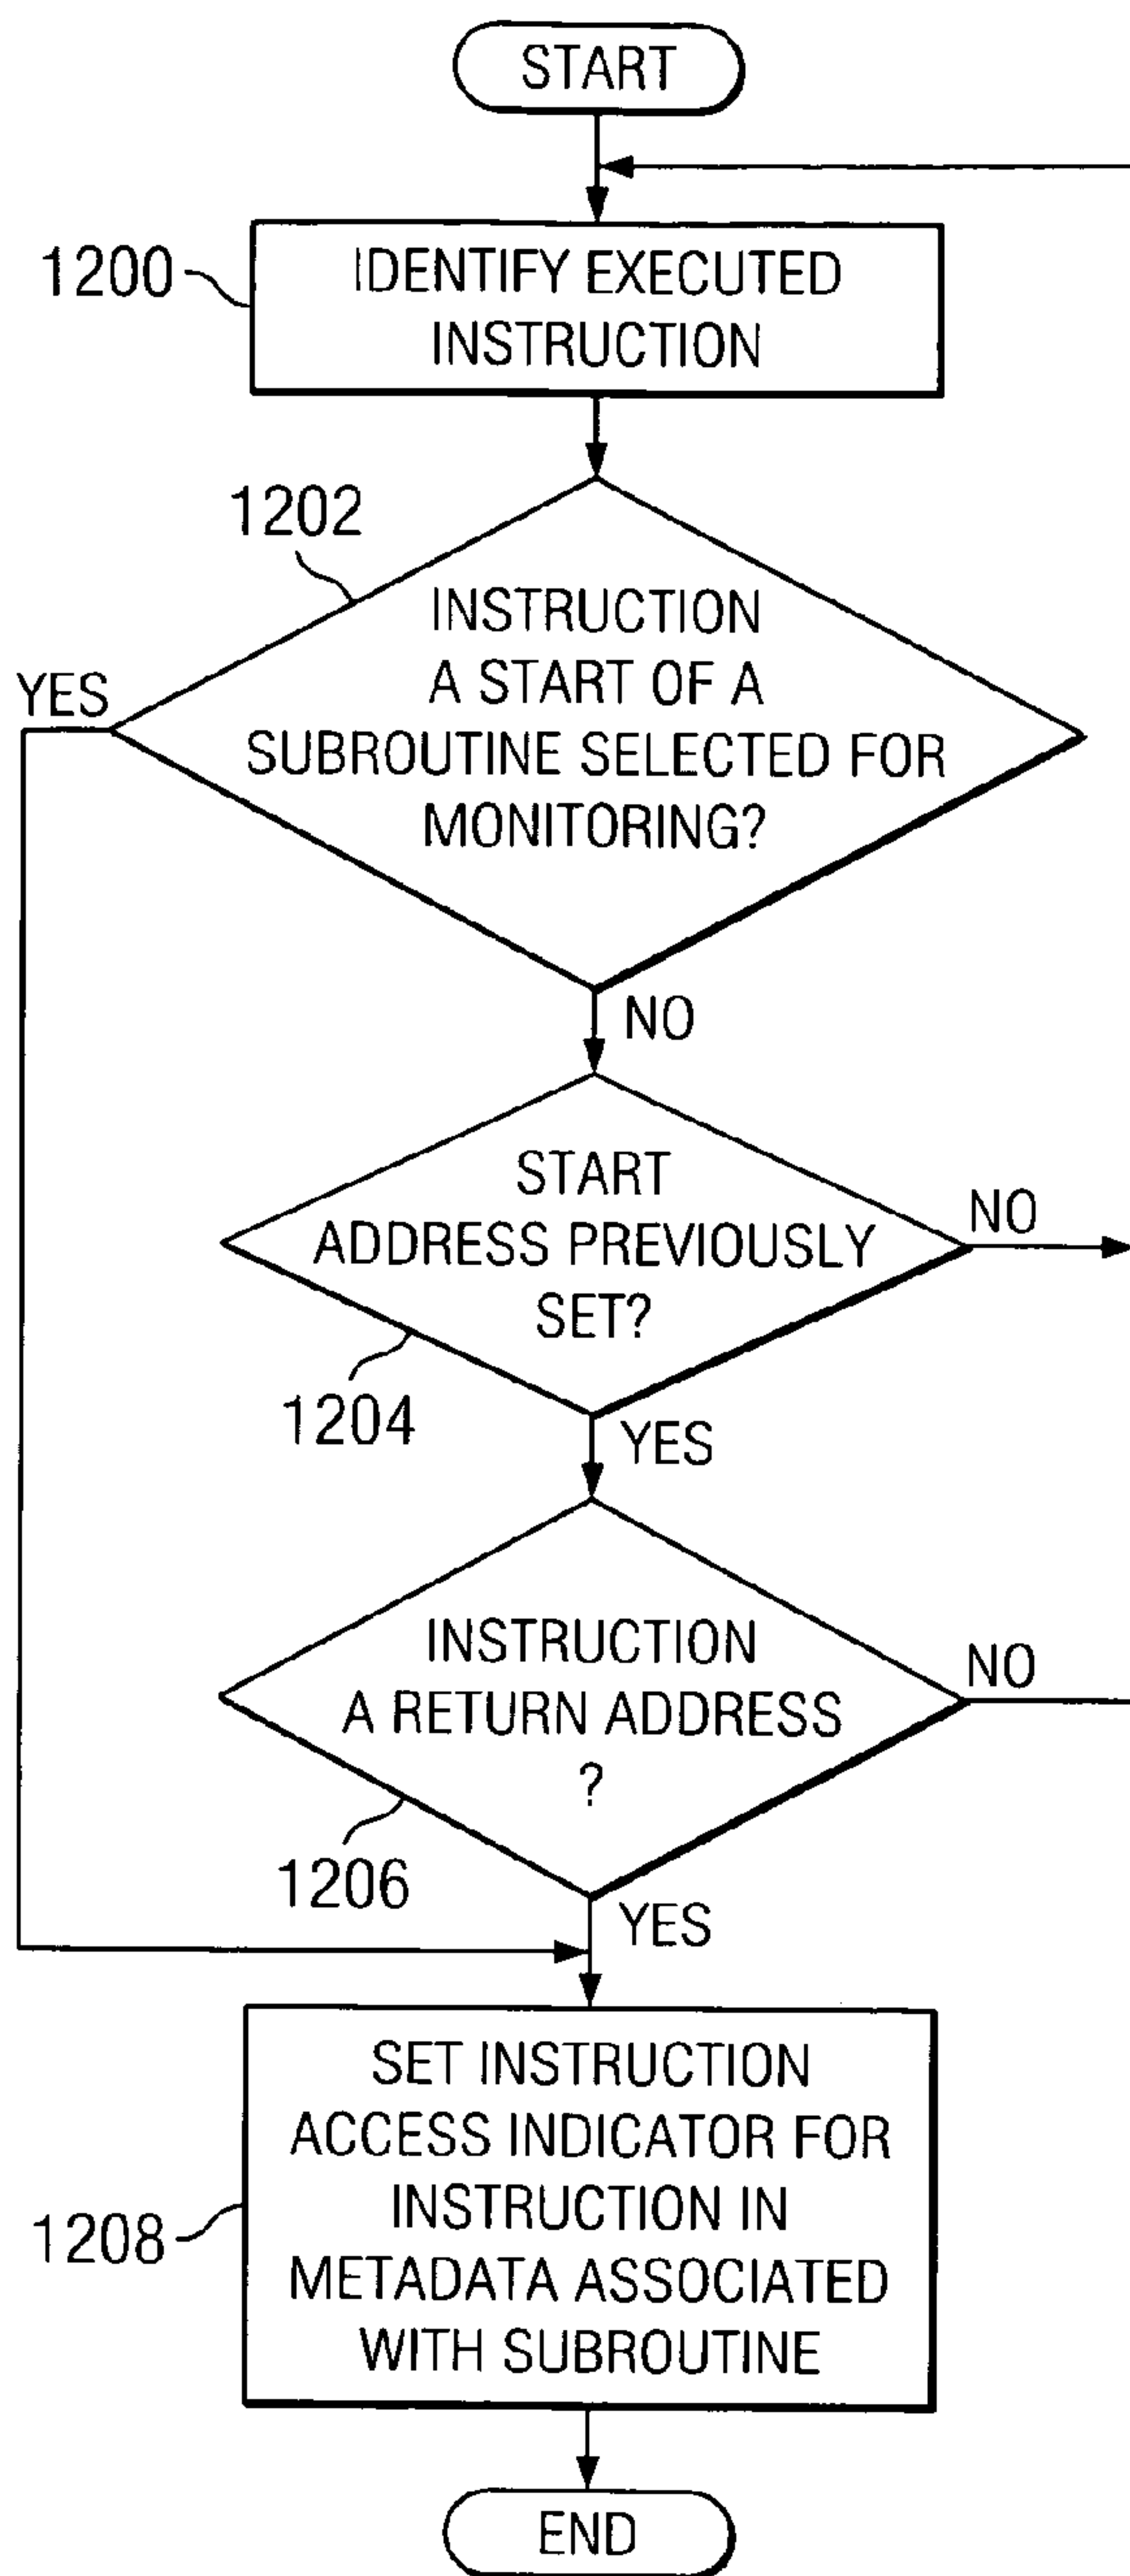 START
1200
IDENTIFY EXECUTED
INSTRUCTION
1202
INSTRUCTION
A START OF A
SUBROUTINE SELECTED FOR
MONITORING?
YES
NO
START
ADDRESS PREVIOUSLY
SET?
NO
1204
YES
INSTRUCTION
A RETURN ADDRESS
?
NO
1206
YES
SET INSTRUCTION
ACCESS INDICATOR FOR
INSTRUCTION IN
METADATA ASSOCIATED
WITH SUBROUTINE
1208
END